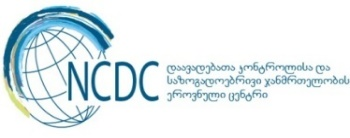 NCDC
დაავადებათა კონტროლისა და
საზოგადოებრივი ჯანმრთელობის
ეროვნული ცენტრი